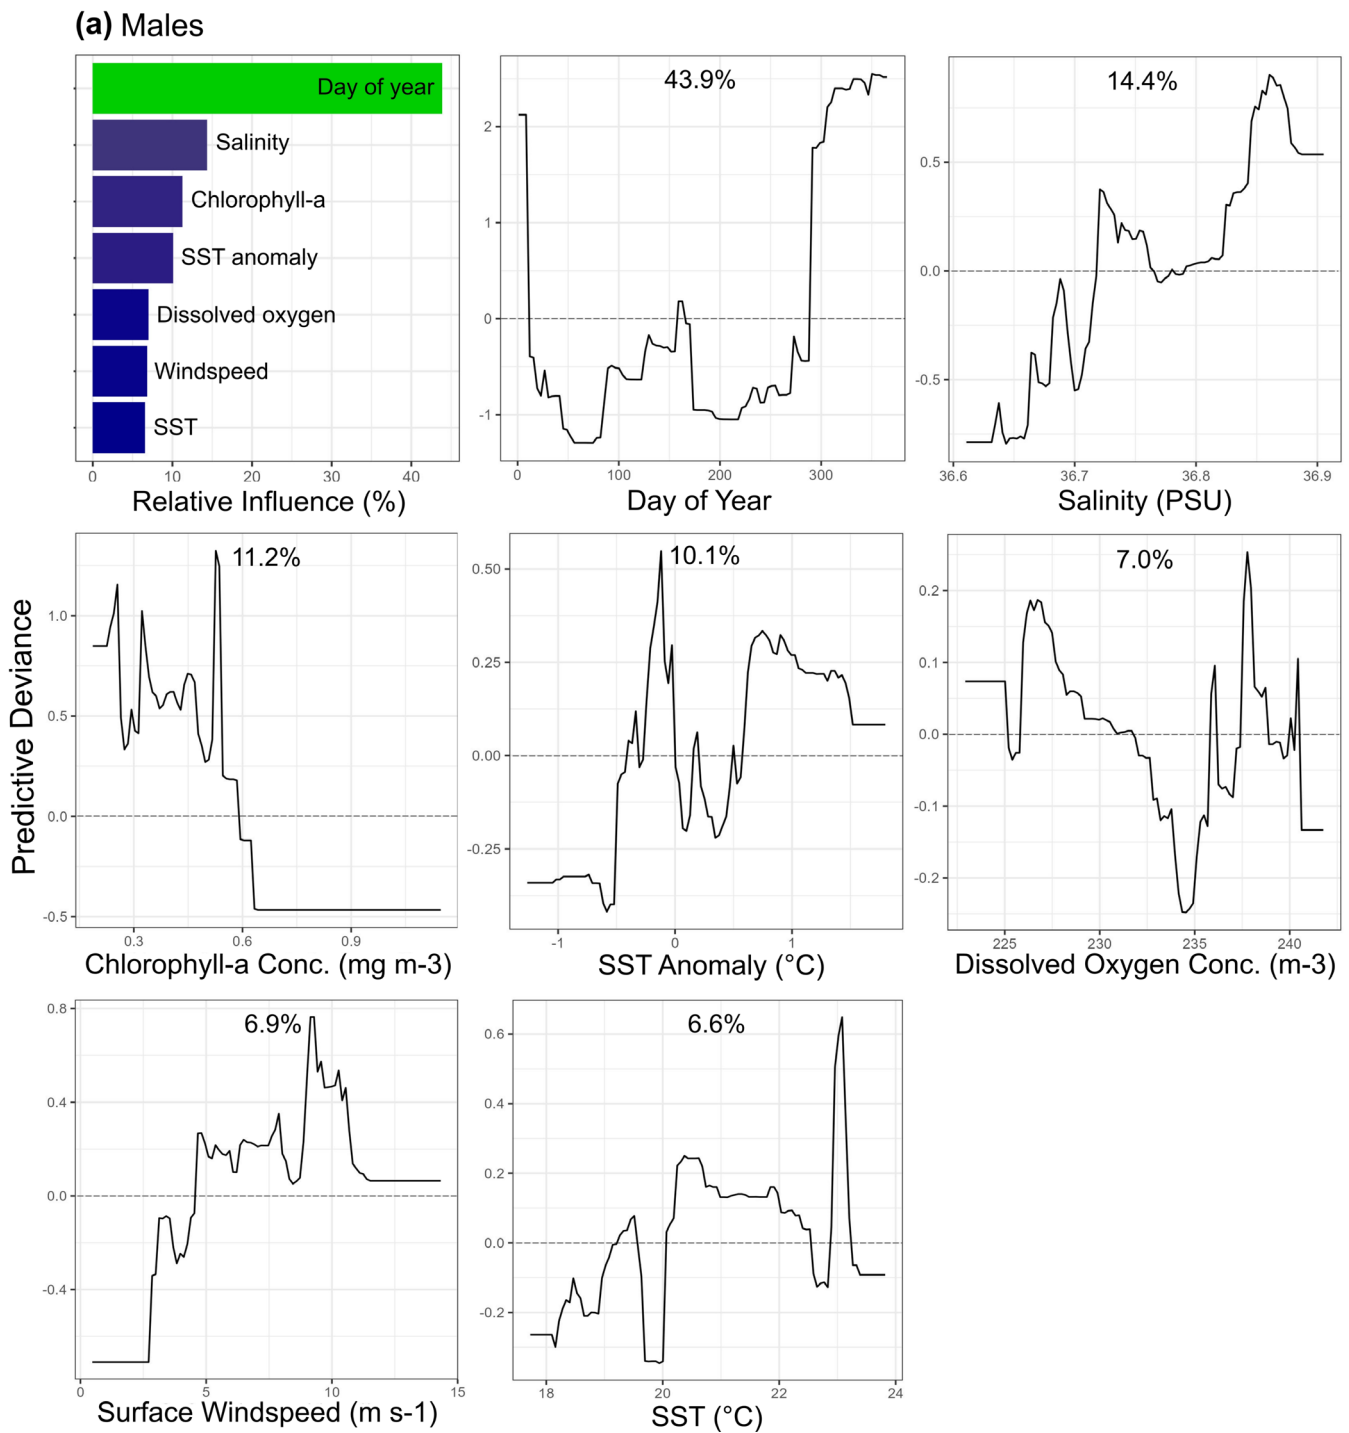 (a) Males
Day of year
Salinity
Chlorophyll-a
SST anomaly
Dissolved oxygen
Windspeed
SST
0 10 20 30 40
Relative Influence (%)
43.9%
2
1
0
-1
0 100 200 300
Day of Year
14.4%
0.5
0.0
-0.5
36.6 36.7 36.8 36.9
Salinity (PSU)
Predictive Deviance
11.2%
1.0
0.5
0.0
-0.5
0.3 0.6 0.9
Chlorophyll-a Conc. (mg m-3)
10.1%
0.50
0.25
0.00
-0.25
-1 0 1
SST Anomaly (°C)
7.0%
0.2
0.1
0.0
-0.1
-0.2
225 230 235 240
Dissolved Oxygen Conc. (m-3)
6.9%
0.8
0.4
0.0
-0.4
0 5 10 15
Surface Windspeed (m s-1)
6.6%
0.6
0.4
0.2
0.0
-0.2
18 20 22 24
SST (°C)